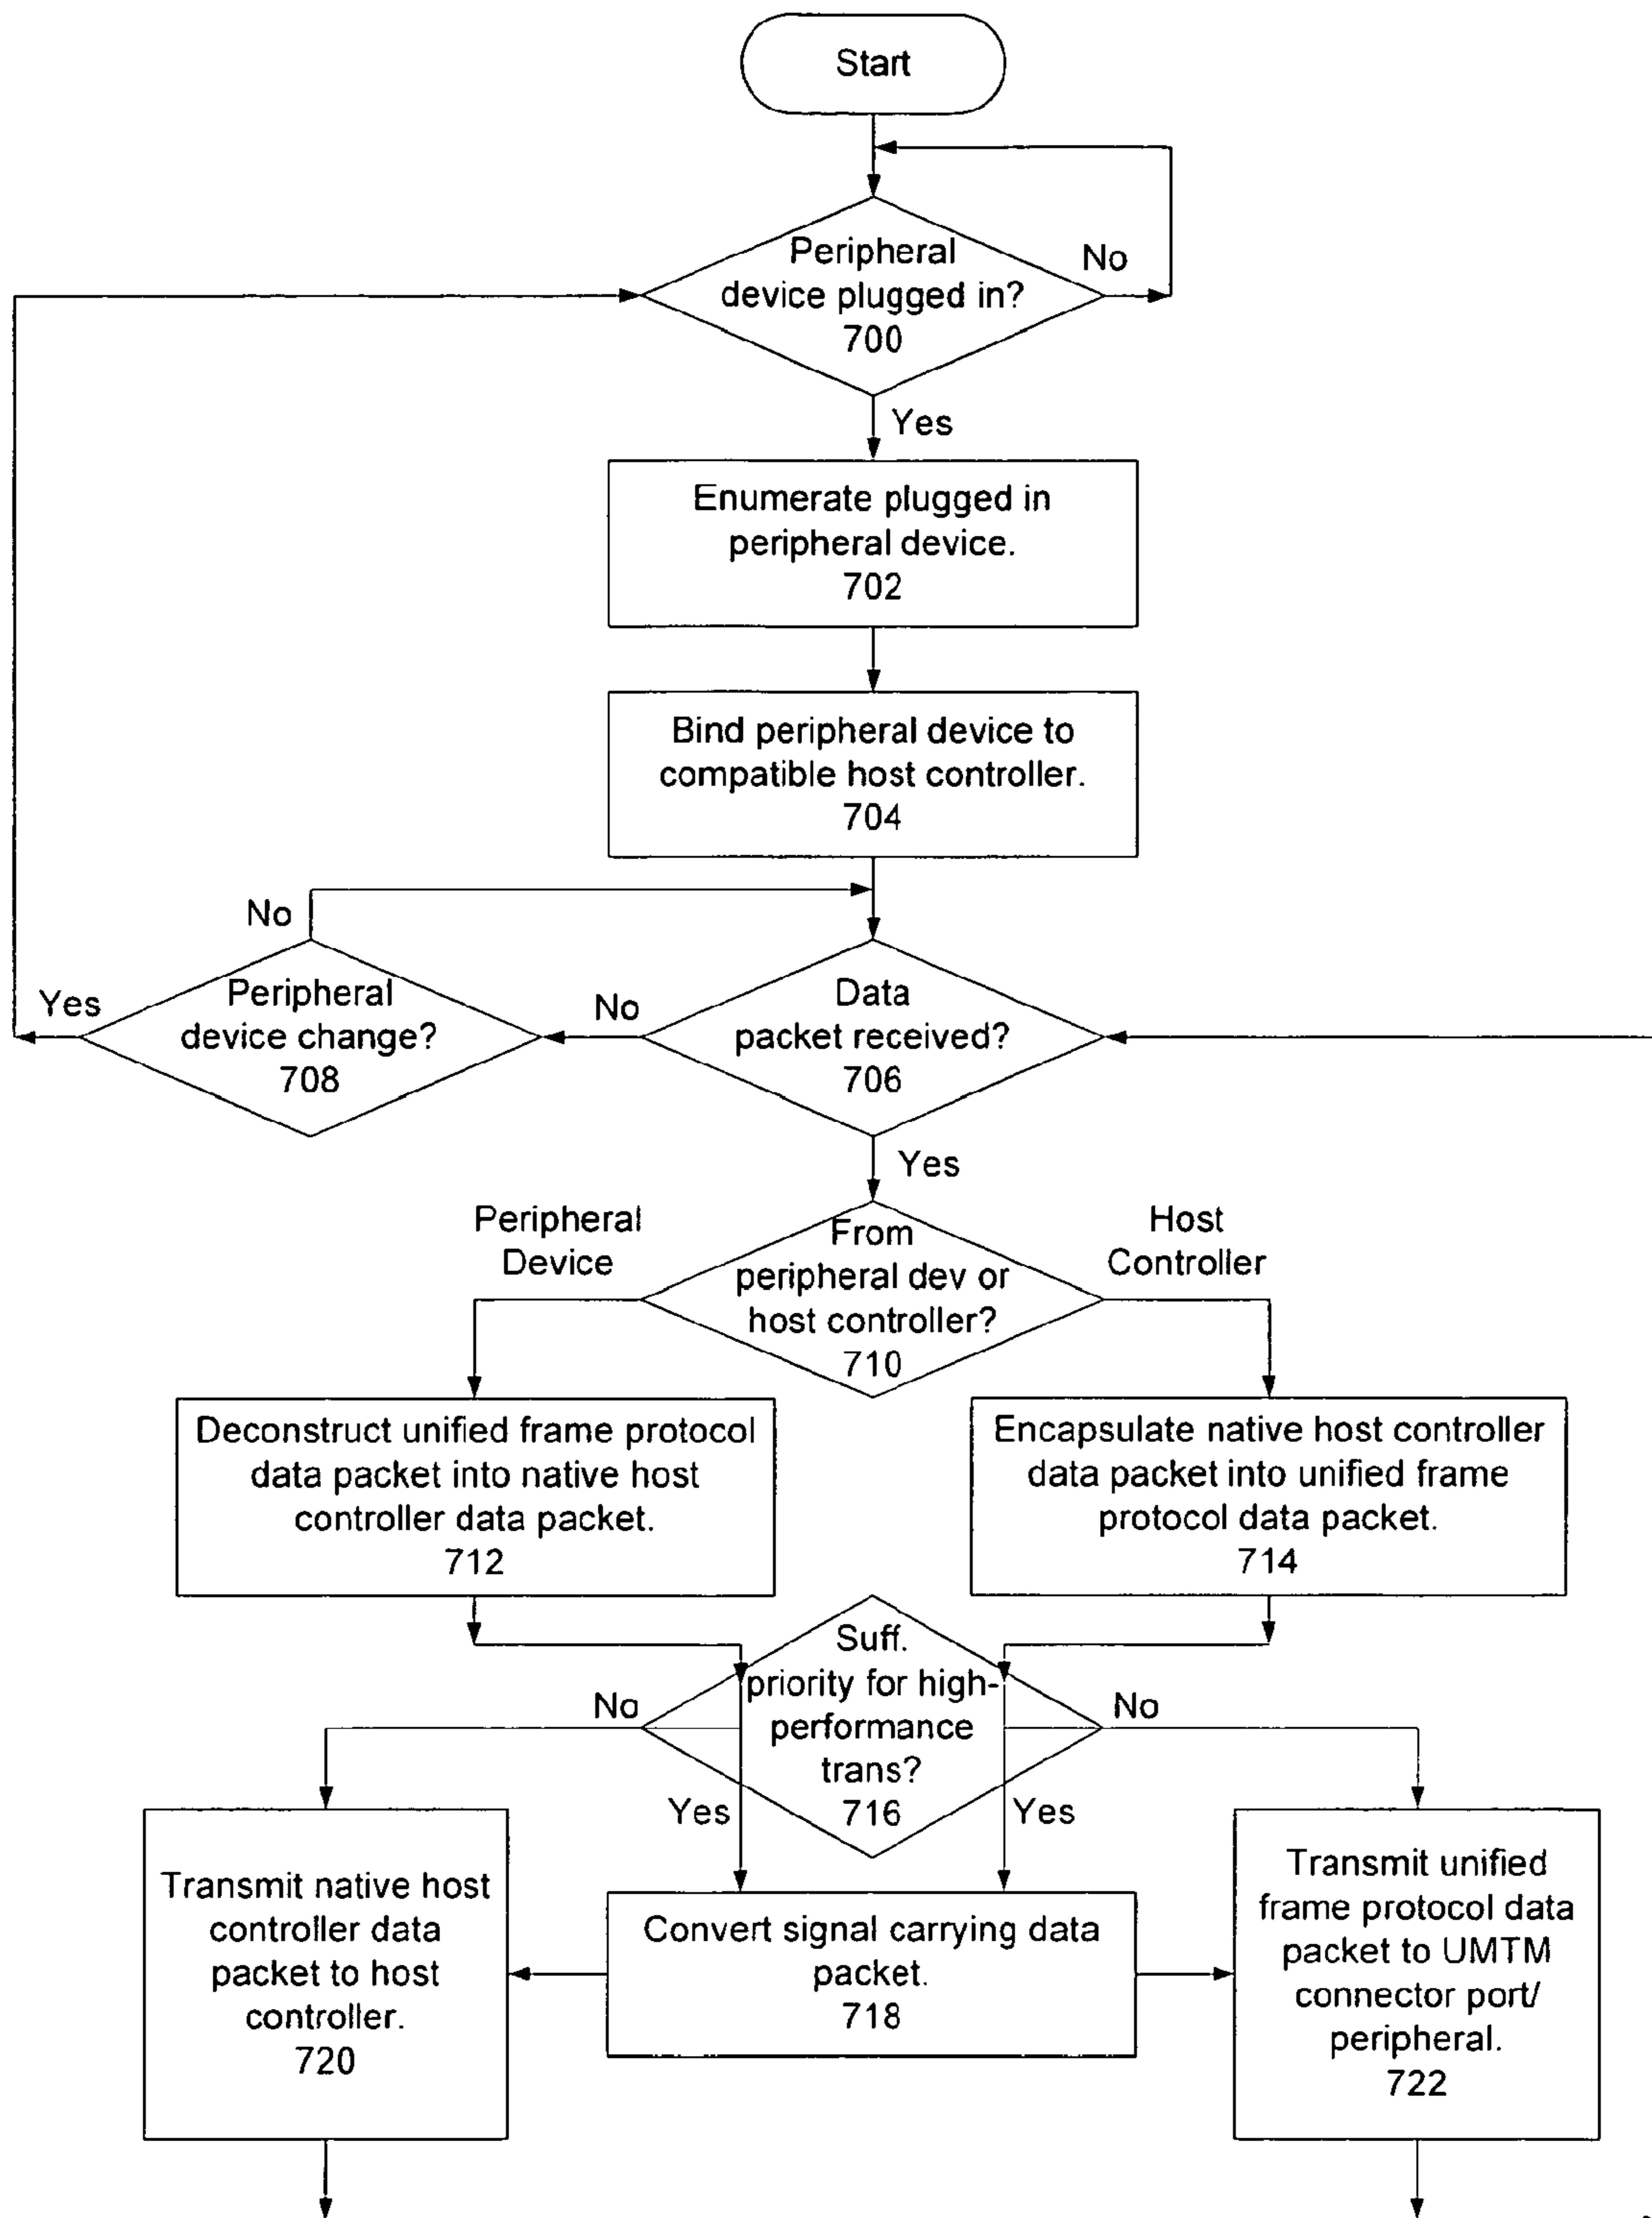 Start
Peripheral
device plugged in?
700
No
Yes
Enumerate plugged in
peripheral device.
702
Bind peripheral device to
compatible host controller.
704
No
Yes
Peripheral
device change?
708
No
Data
packet received?
706
Yes
Peripheral
Device
From
peripheral dev or
host controller?
710
Host
Controller
Deconstruct unified frame protocol
data packet into native host
controller data packet.
712
Encapsulate native host controller
data packet into unified frame
protocol data packet.
714
No
Suff.
priority for high-
performance
trans?
716
No
Yes
Yes
Transmit native host
controller data
packet to host
controller.
720
Convert signal carrying data
packet.
718
Transmit unified
frame protocol data
packet to UMTM
connector port/
peripheral.
722